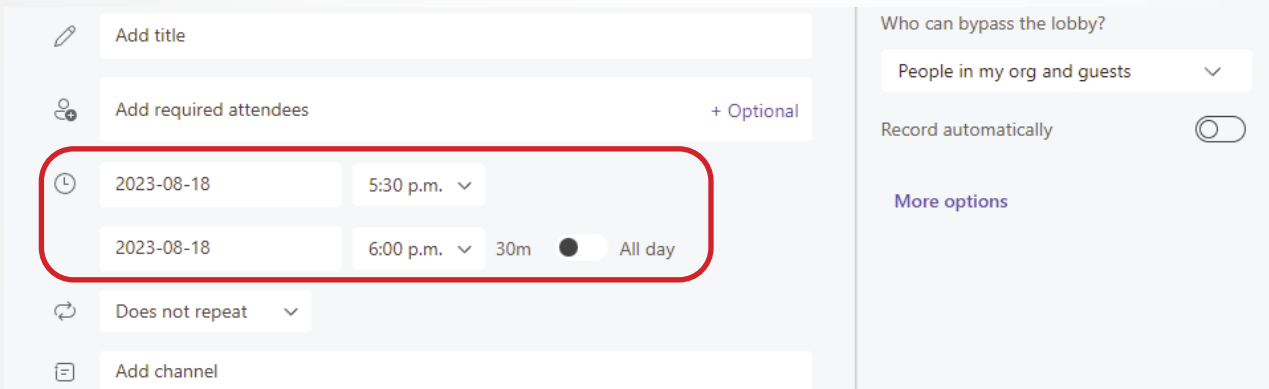 Add title
Add required attendees + Optional
2023-08-18 5:30 p.m.
2023-08-18 6:00 p.m. 30m All day
Does not repeat
Add channel
Who can bypass the lobby?
People in my org and guests
Record automatically
More options